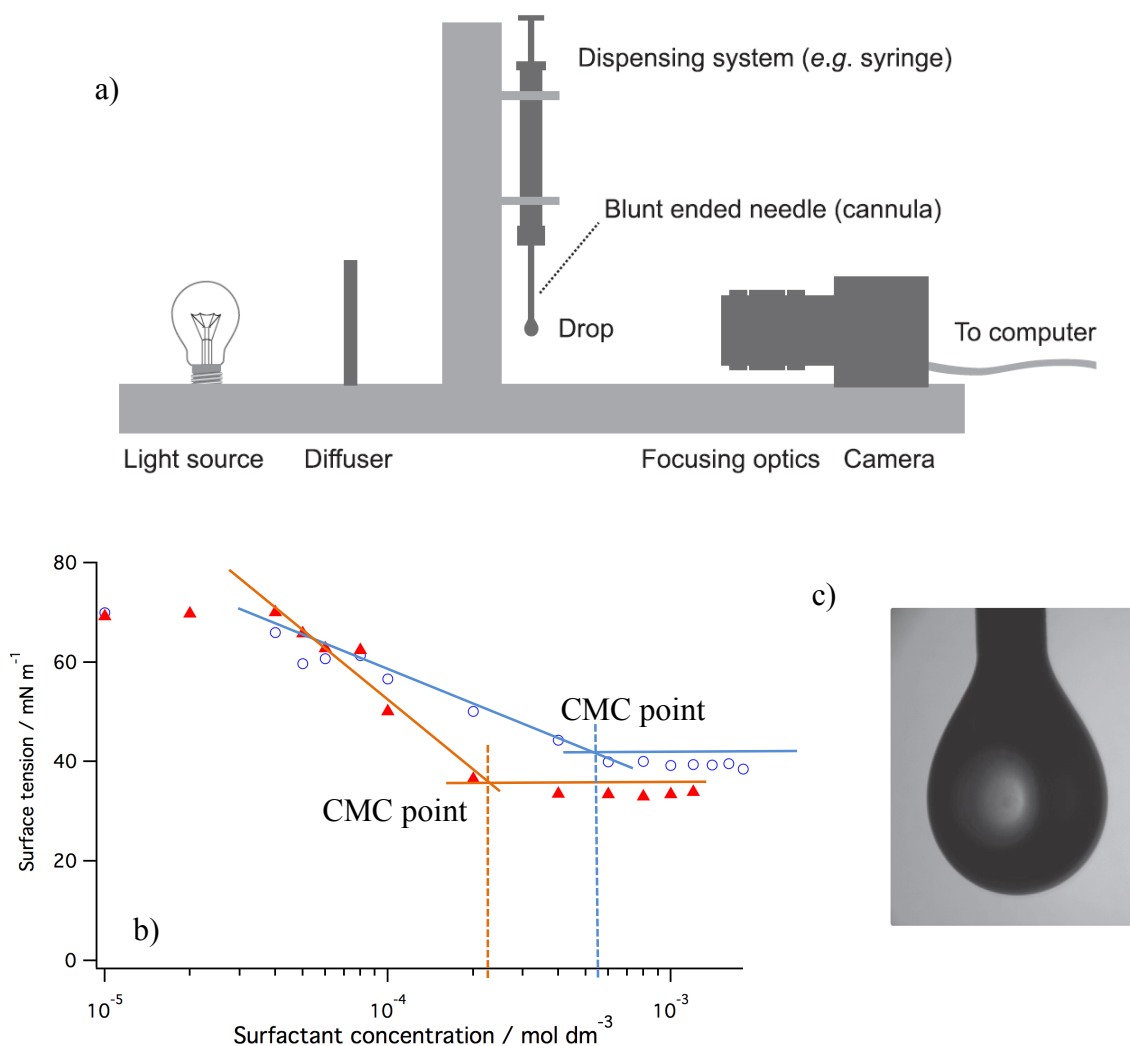 a)
Dispensing system (e.g. syringe)
Blunt ended needle (cannula)
Drop
To computer
Light source
Diffuser
Focusing optics
Camera
80
60
40
20
0
Surface tension / mN m⁻¹
CMC point
CMC point
b)
10⁻⁵
10⁻⁴
10⁻³
Surfactant concentration / mol dm⁻³
c)